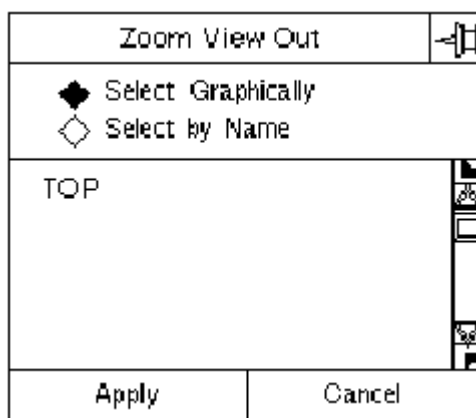 Zoom View Out
Select Graphically
Select by Name
TOP
Apply Cancel